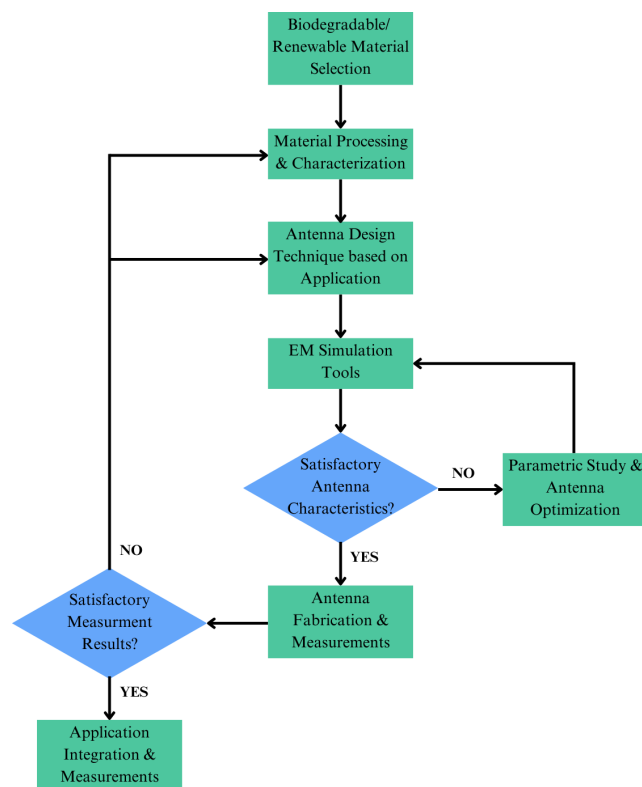 Biodegradable/
Renewable Material
Selection
Material Processing
& Characterization
Antenna Design
Technique based on
Application
EM Simulation
Tools
Satisfactory
Antenna
Characteristics?
NO
Parametric Study &
Antenna
Optimization
YES
Antenna
Fabrication &
Measurements
NO
Satisfactory
Measurment
Results?
YES
Application
Integration &
Measurements